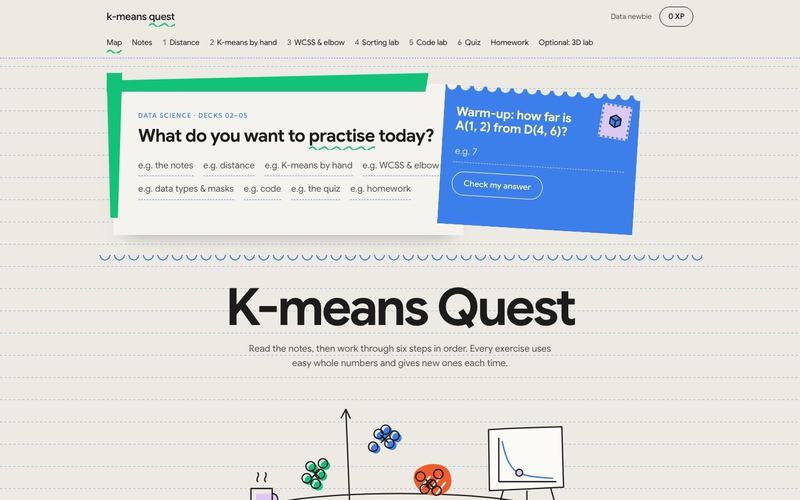 k-means quest
Data newbie
0 XP
Map Notes 1 Distance 2 K-means by hand 3 WCSS & elbow 4 Sorting lab 5 Code lab 6 Quiz Homework Optional: 3D lab
DATA SCIENCE · DECKS 02–05
What do you want to practise today?
e.g. the notes e.g. distance e.g. K-means by hand e.g. WCSS & elbow
e.g. data types & masks e.g. code e.g. the quiz e.g. homework
Warm-up: how far is
A(1, 2) from D(4, 6)?
e.g. 7
Check my answer
K-means Quest
Read the notes, then work through six steps in order. Every exercise uses
easy whole numbers and gives new ones each time.